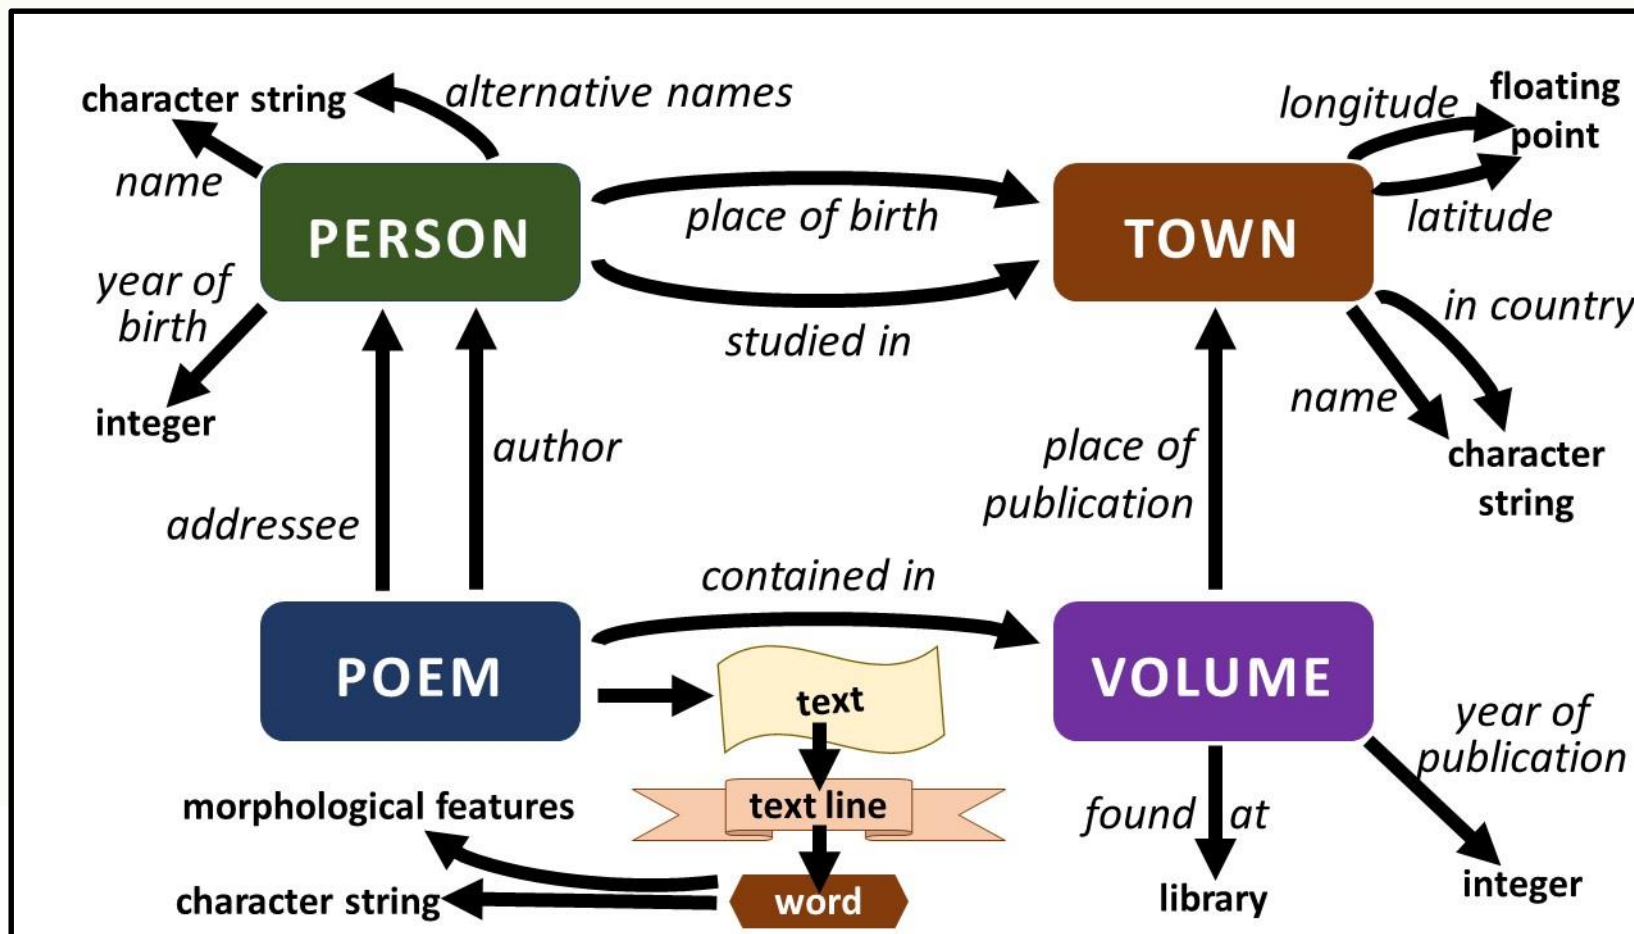 character string
alternative names
longitude
floating
point
name
PERSON
place of birth
TOWN
latitude
year of
birth
studied in
in country
name
integer
author
place of
publication
character
string
addressee
contained in
POEM
text
VOLUME
year of
publication
morphological features
text line
found at
character string
word
library
integer